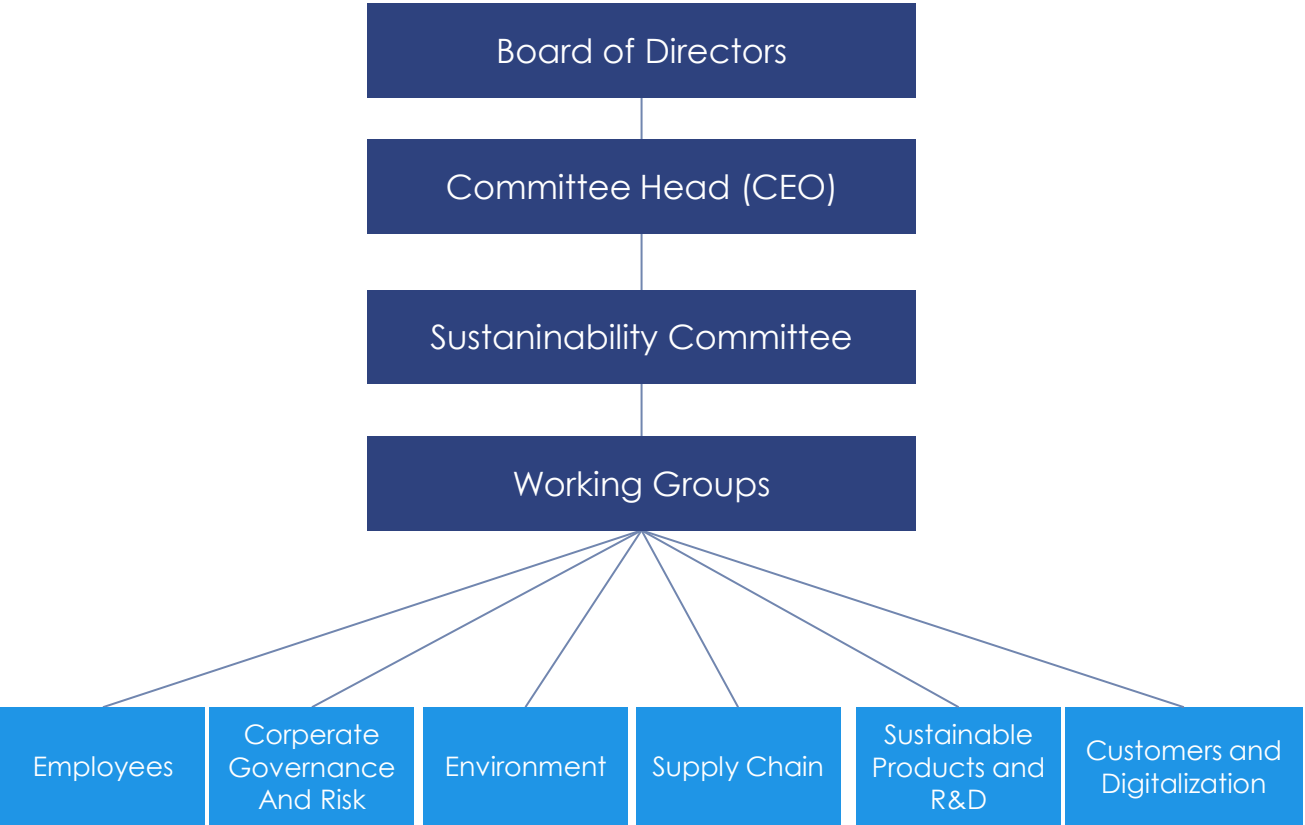 Board of Directors
Committee Head (CEO)
Sustaninability Committee
Working Groups
Employees
Corperate
Governance
And Risk
Environment
Supply Chain
Sustainable
Products and
R&D
Customers and
Digitalization